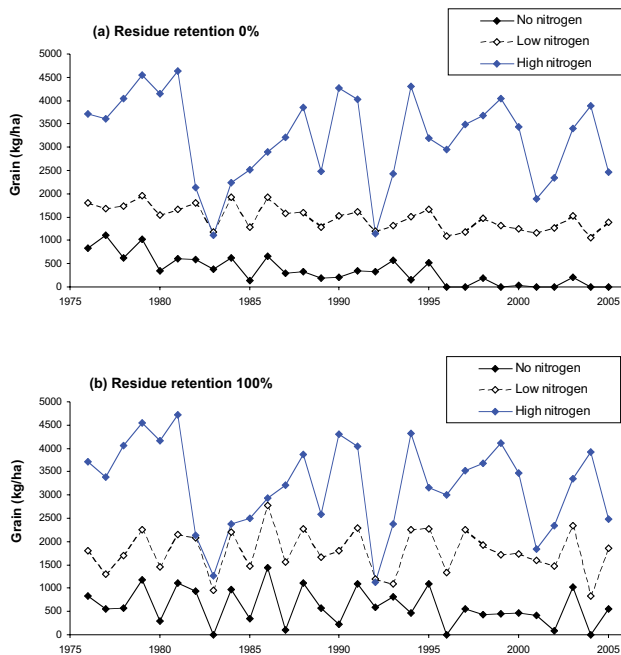 (a) Residue retention 0%
No nitrogen
Low nitrogen
High nitrogen
Grain (kg/ha)
5000
4500
4000
3500
3000
2500
2000
1500
1000
500
0
1975 1980 1985 1990 1995 2000 2005
(b) Residue retention 100%
No nitrogen
Low nitrogen
High nitrogen
Grain (kg/ha)
5000
4500
4000
3500
3000
2500
2000
1500
1000
500
0
1975 1980 1985 1990 1995 2000 2005